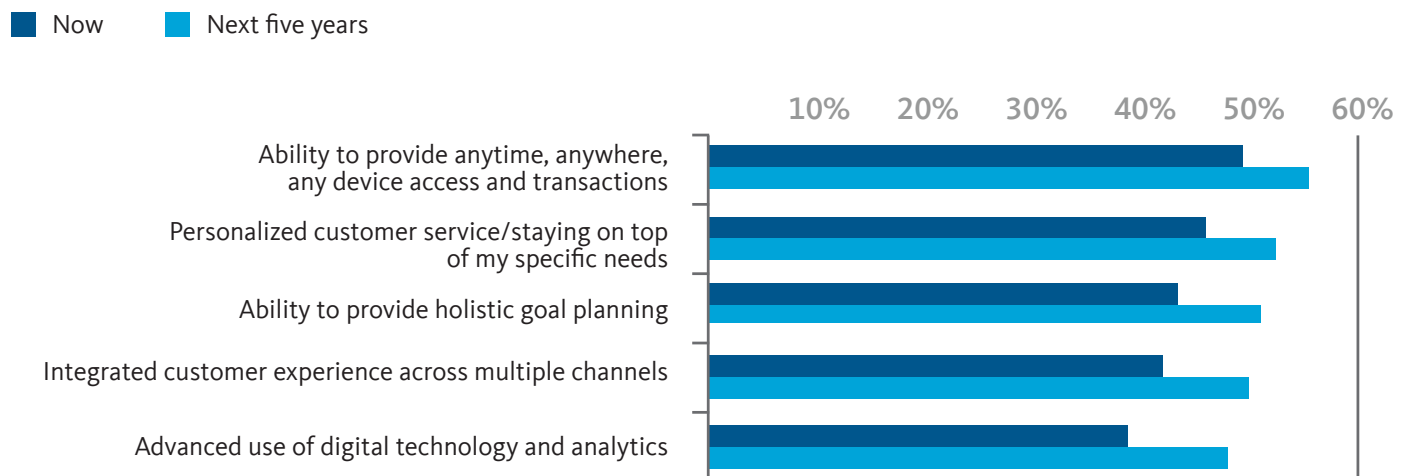 Now Next five years
10% 20% 30% 40% 50% 60%
Ability to provide anytime, anywhere,
any device access and transactions
Personalized customer service/staying on top
of my specific needs
Ability to provide holistic goal planning
Integrated customer experience across multiple channels
Advanced use of digital technology and analytics